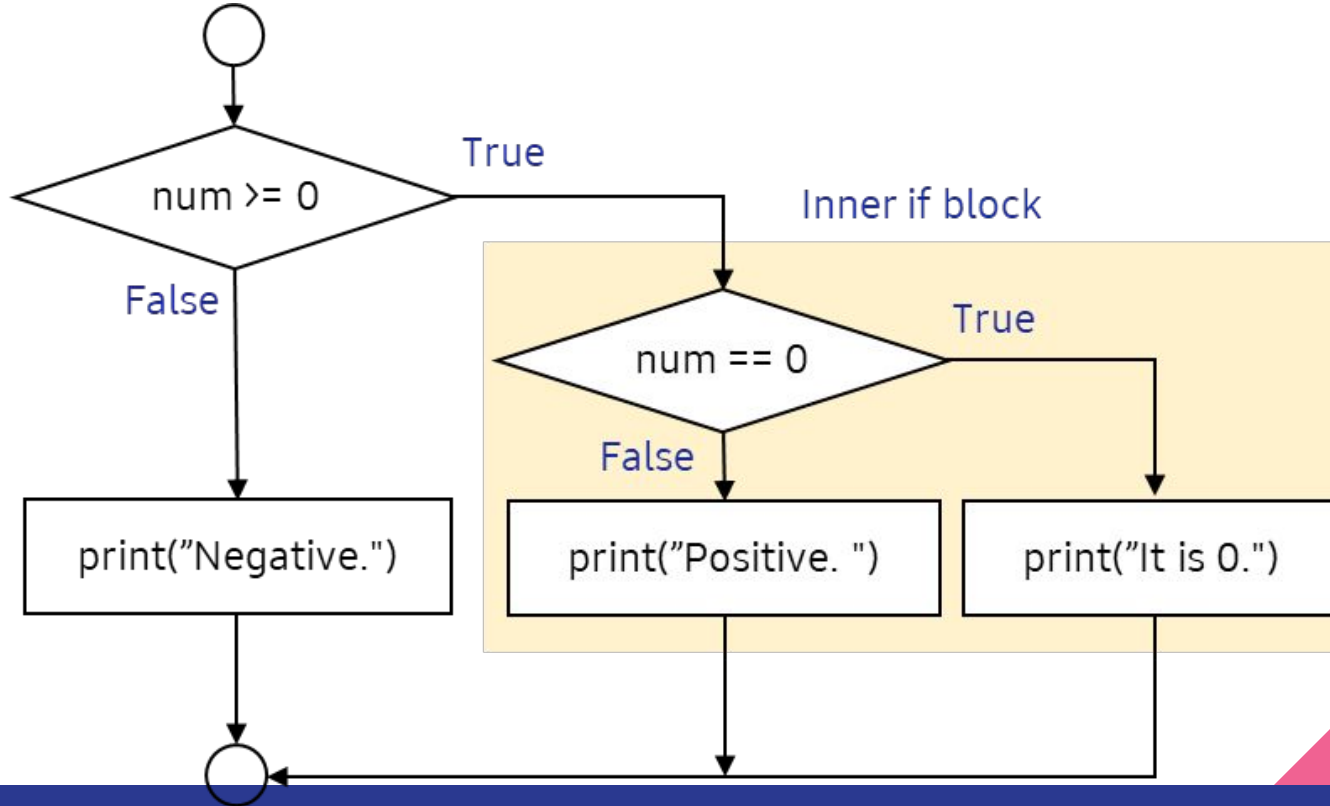 True
num >= 0
Inner if block
False
True
num == 0
False
print(”Negative.")
print(”Positive. ")
print(”It is 0.")